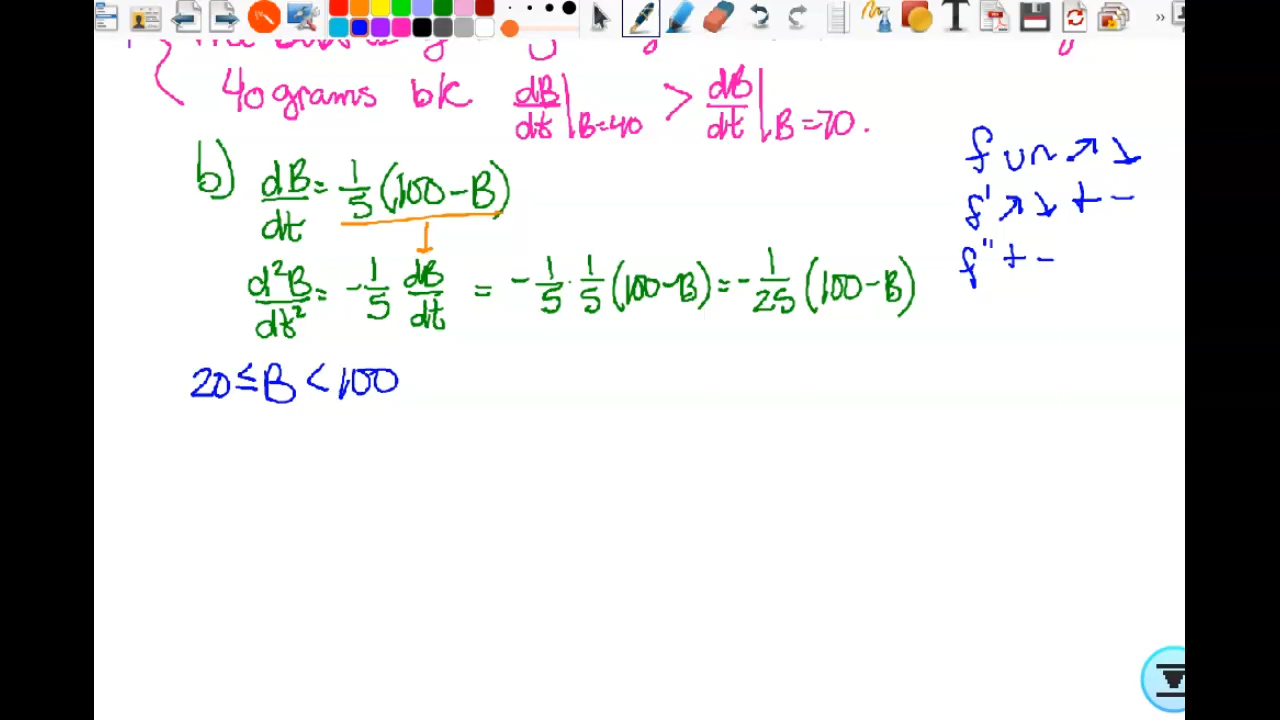 40 grams b/c dB/dt|B=40 > dB/dt|B=70.
b) dB/dt = 1/5(100-B)
d²B/dt² = -1/5 dB/dt = -1/5 · 1/5(100-B) = -1/25(100-B)
20 ≤ B < 100
f ∪∩ ↗ ↘
f' ↗ ↘ + -
f'' + -